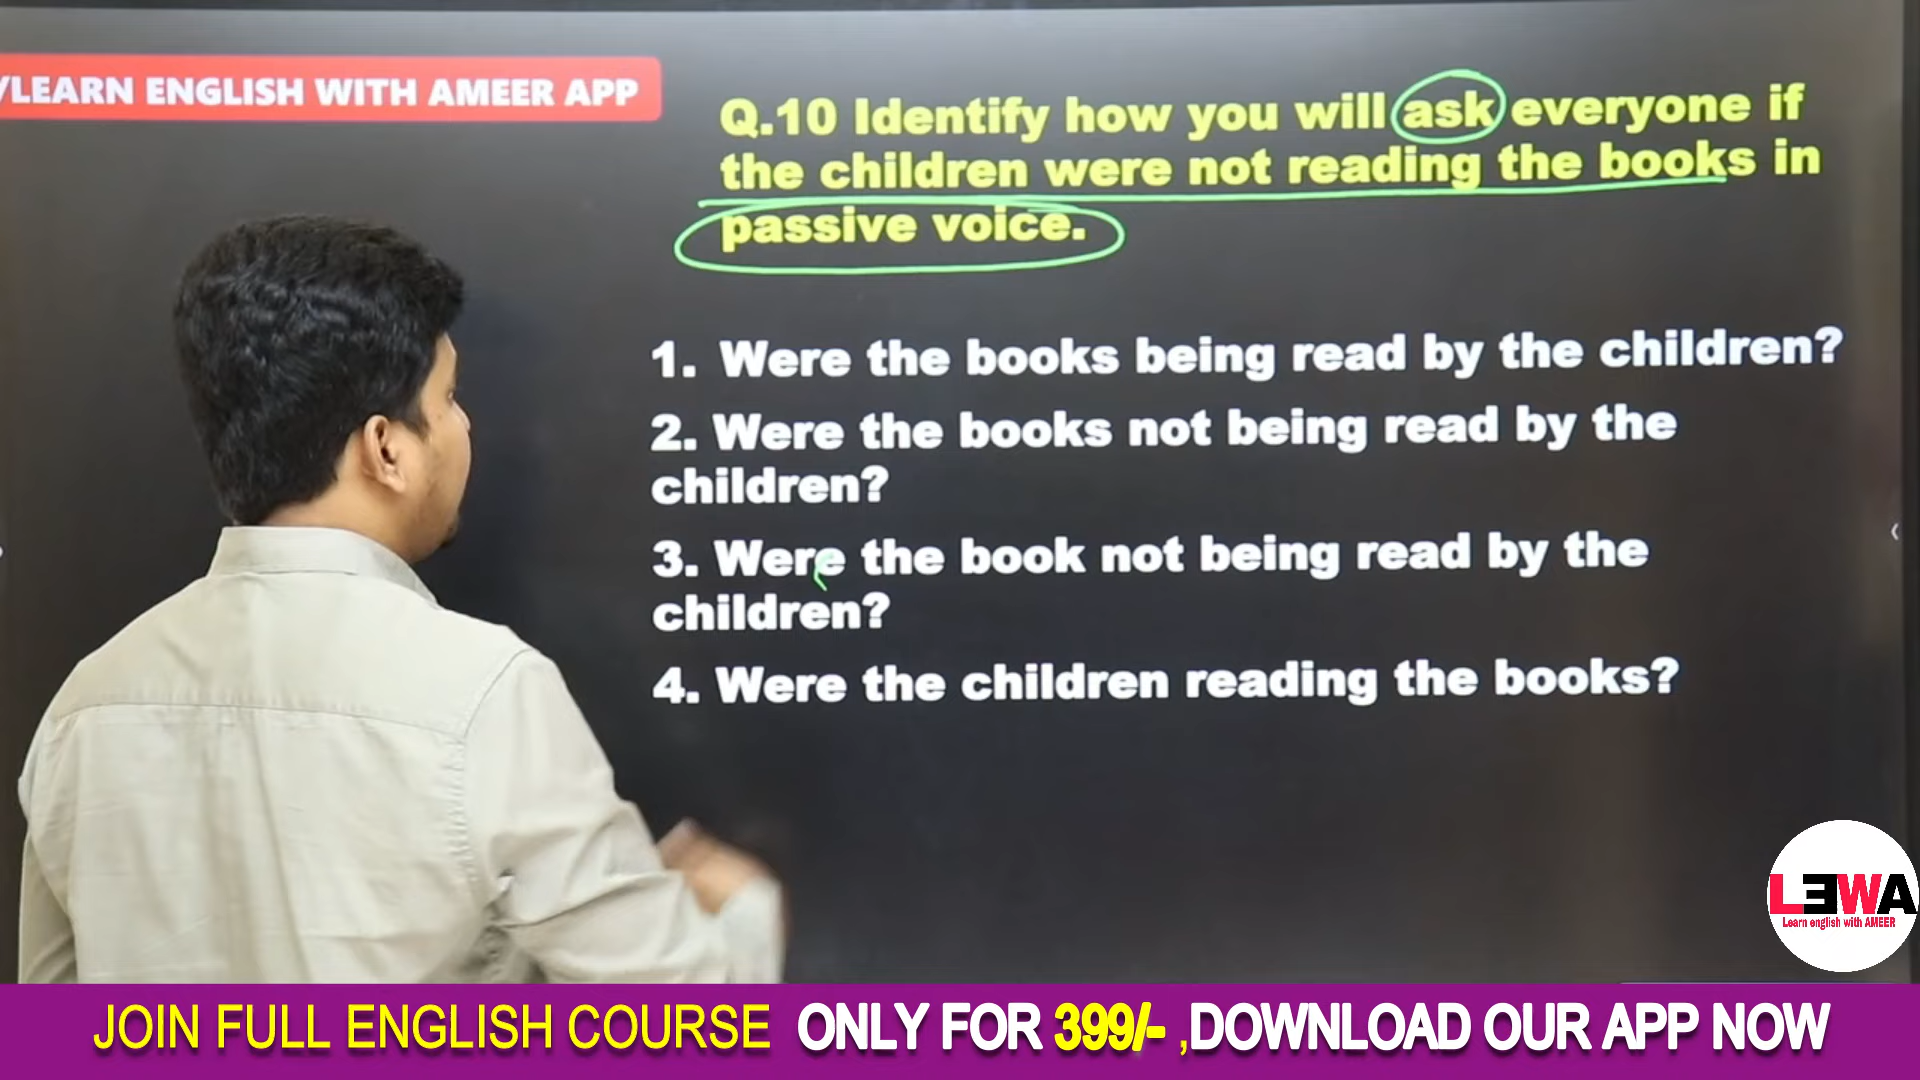 /LEARN ENGLISH WITH AMEER APP
Q.10 Identify how you will ask everyone if
the children were not reading the books in
passive voice.
1. Were the books being read by the children?
2. Were the books not being read by the
children?
3. Were the book not being read by the
children?
4. Were the children reading the books?
LEWA
Learn english with AMEER
JOIN FULL ENGLISH COURSE ONLY FOR 399/- ,DOWNLOAD OUR APP NOW